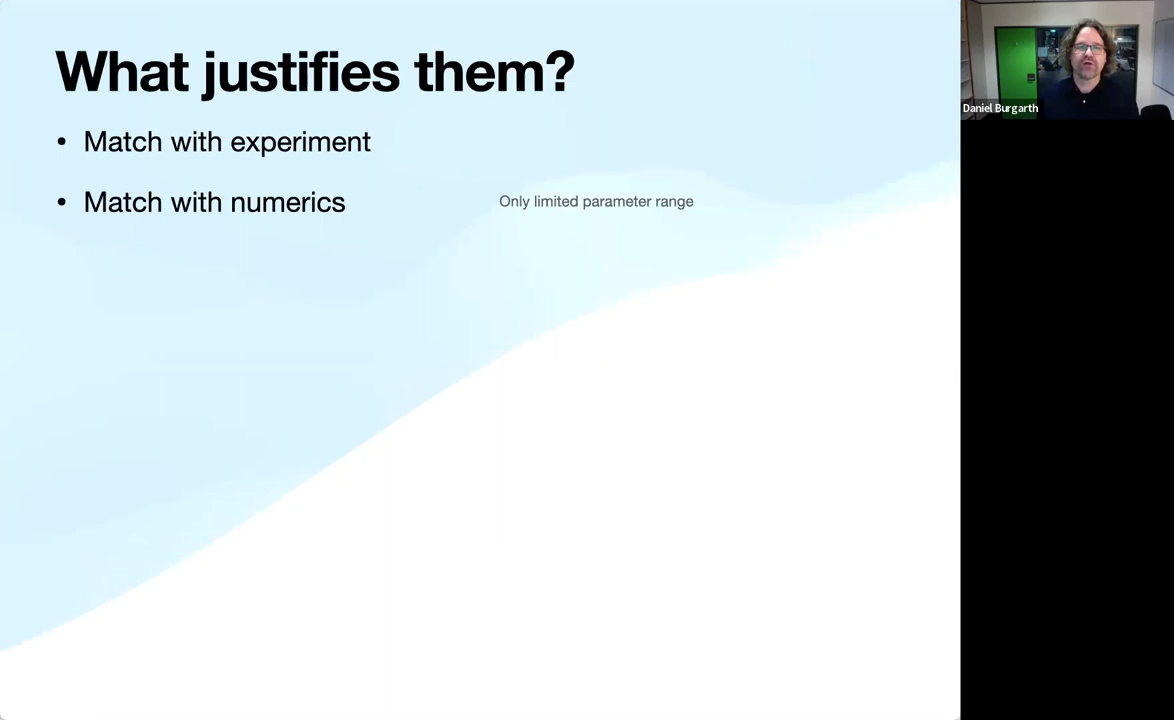 What justifies them?
• Match with experiment
• Match with numerics
Only limited parameter range
Daniel Burgarth